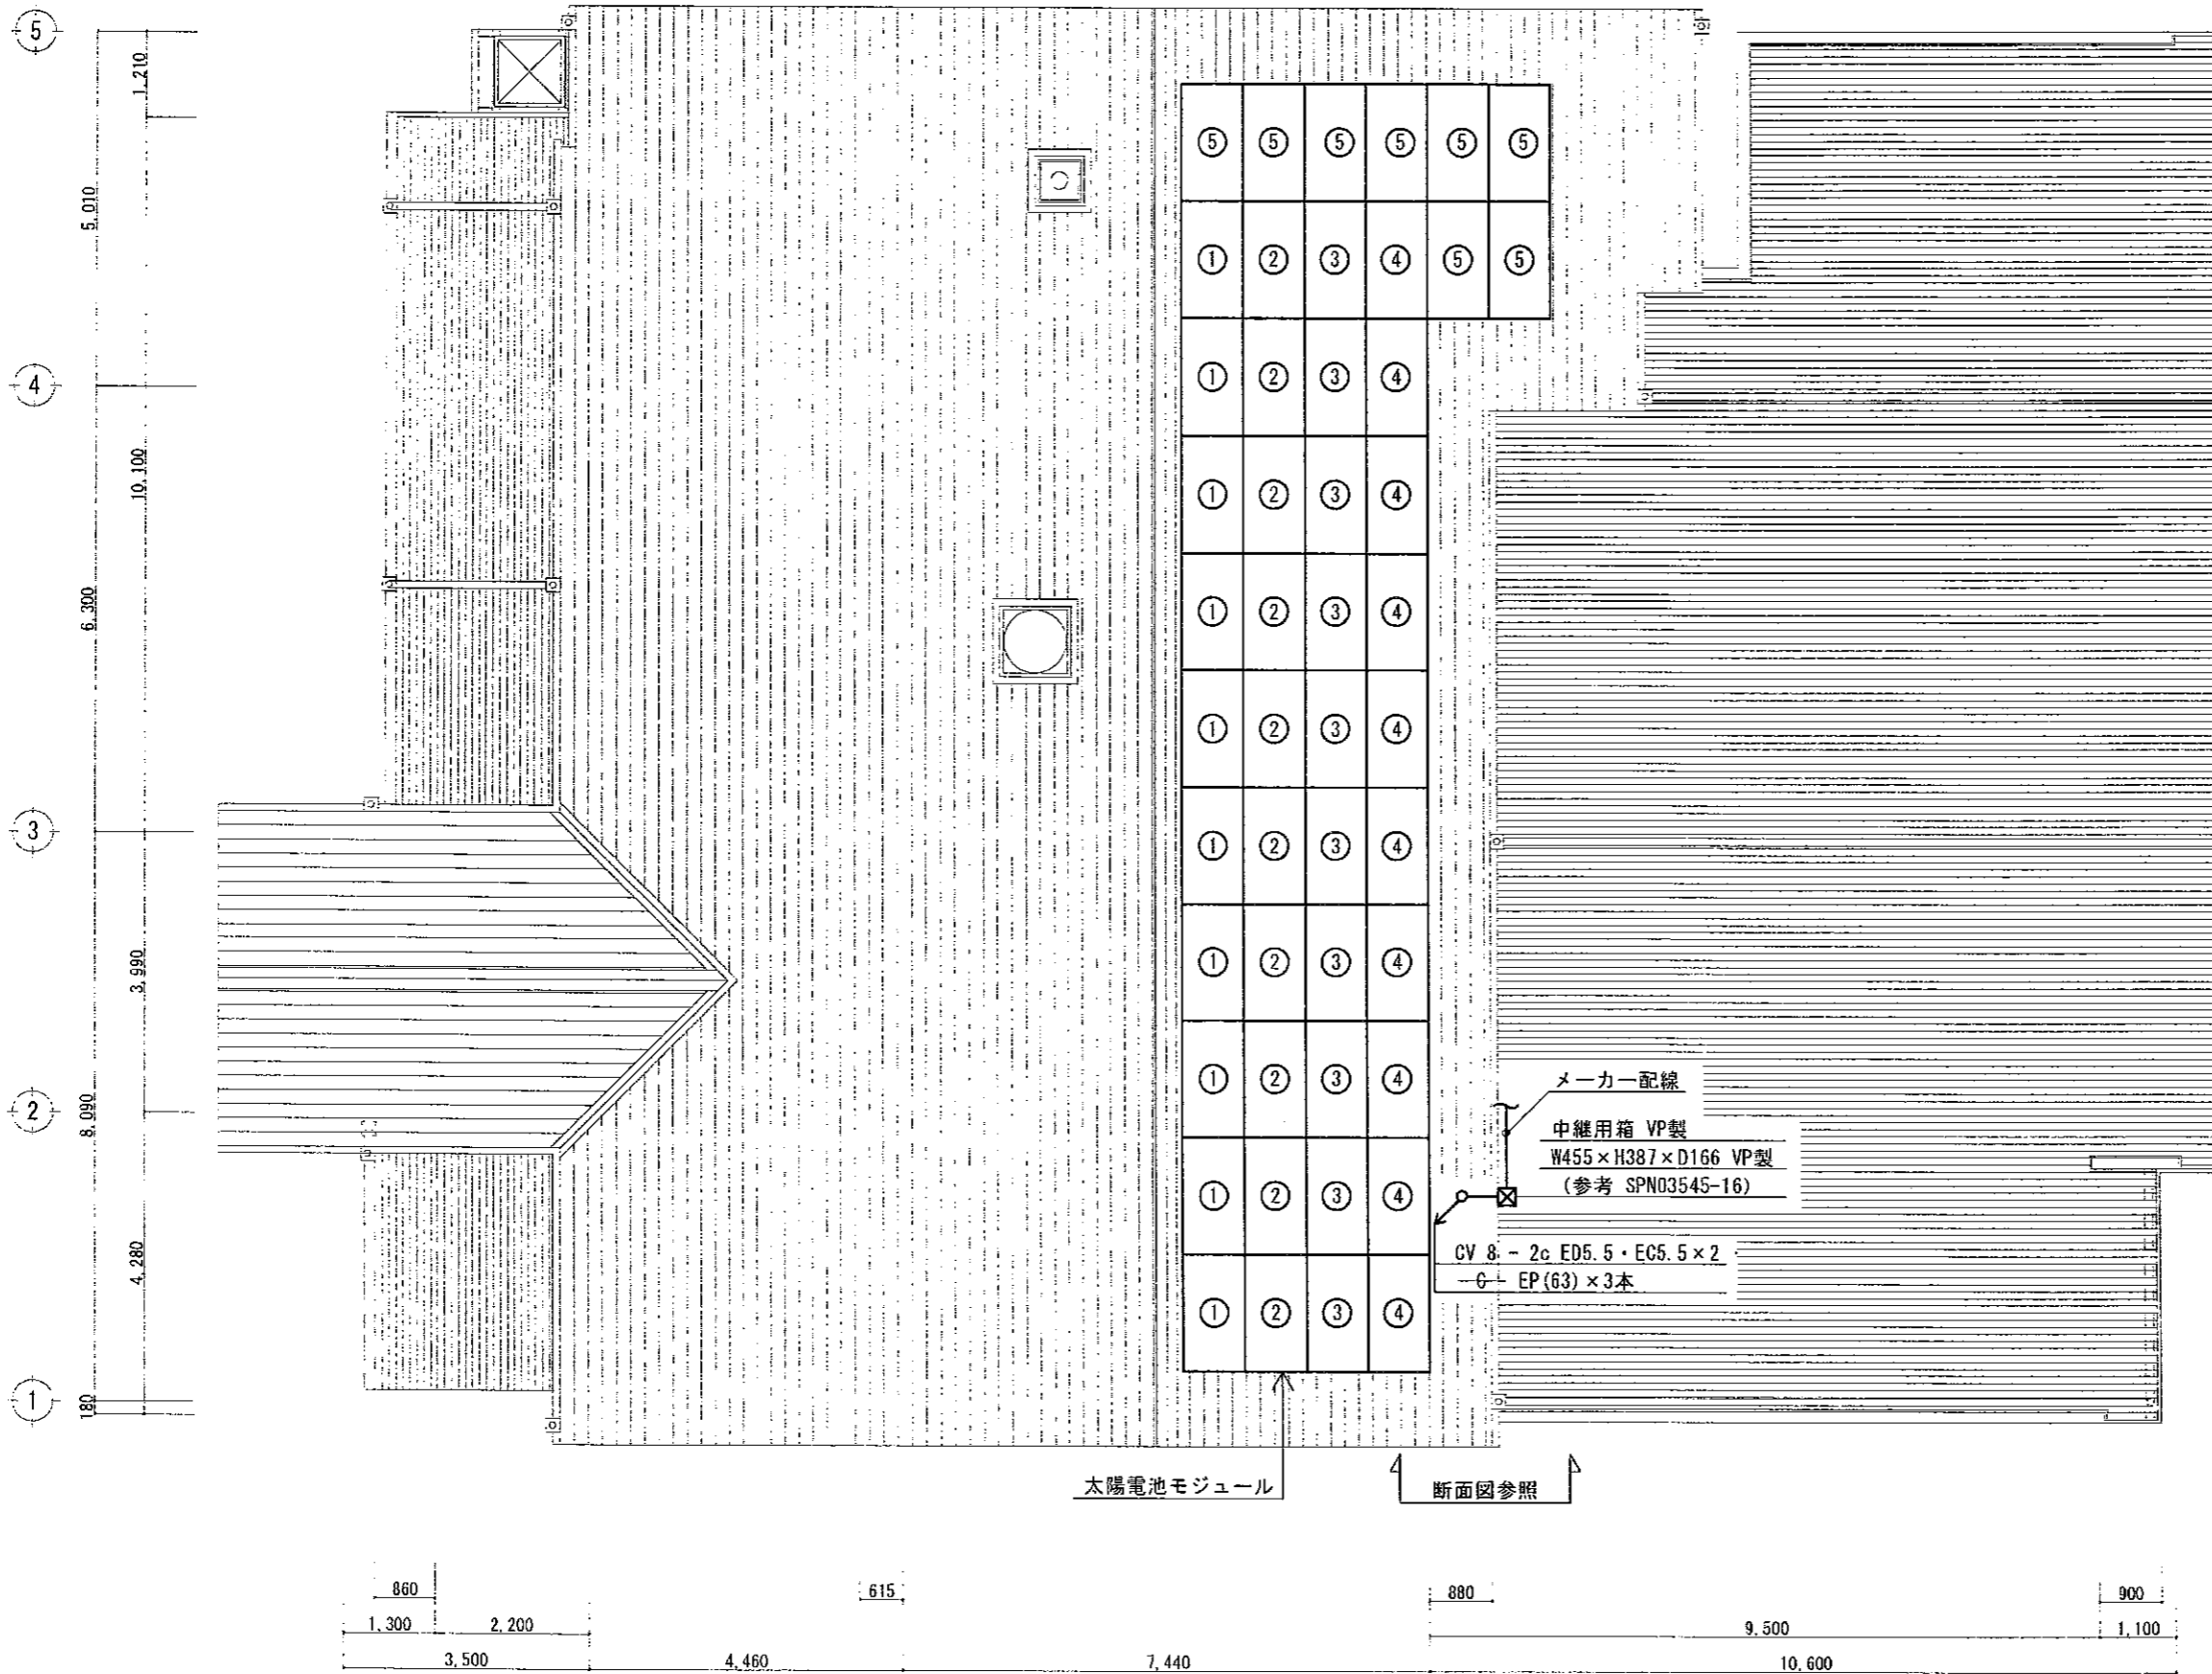 5
1,210
5,010
⑤ ⑤ ⑤ ⑤ ⑤ ⑤
① ② ③ ④ ⑤ ⑤
4
① ② ③ ④
10,100
① ② ③ ④
6,300
① ② ③ ④
① ② ③ ④
3
① ② ③ ④
3,990
① ② ③ ④
2
8,090
① ② ③ ④
メーカー配線
中継用箱 VP製
W455×H387×D166 VP製
(参考 SPN03545-16)
① ② ③ ④
4,280
CV 8 - 2c ED5.5・EC5.5×2
EP(63)×3本
① ② ③ ④
1
180
太陽電池モジュール
断面図参照
860 615 880 900
1,300 2,200 9,500 1,100
3,500 4,460 7,440 10,600